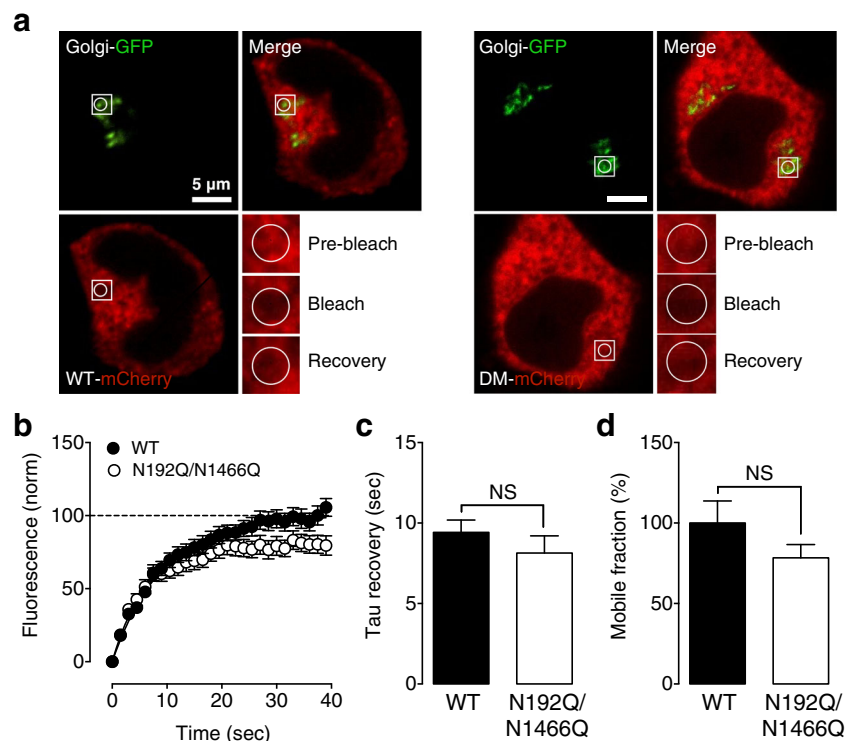 a
Golgi-GFP
Merge
5 µm
WT-mCherry
Pre-bleach
Bleach
Recovery
Golgi-GFP
Merge
DM-mCherry
Pre-bleach
Bleach
Recovery
b
Fluorescence (norm)
150
100
50
0
WT
N192Q/N1466Q
0 10 20 30 40
Time (sec)
c
Tau recovery (sec)
15
10
5
0
NS
WT
N192Q/
N1466Q
d
Mobile fraction (%)
150
100
50
0
NS
WT
N192Q/
N1466Q